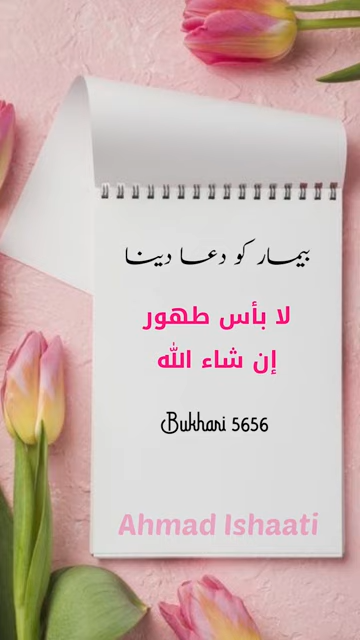 بیمار کو دعا دینا
لا بأس طهور
إن شاء الله
Bukhari 5656
Ahmad Ishaati